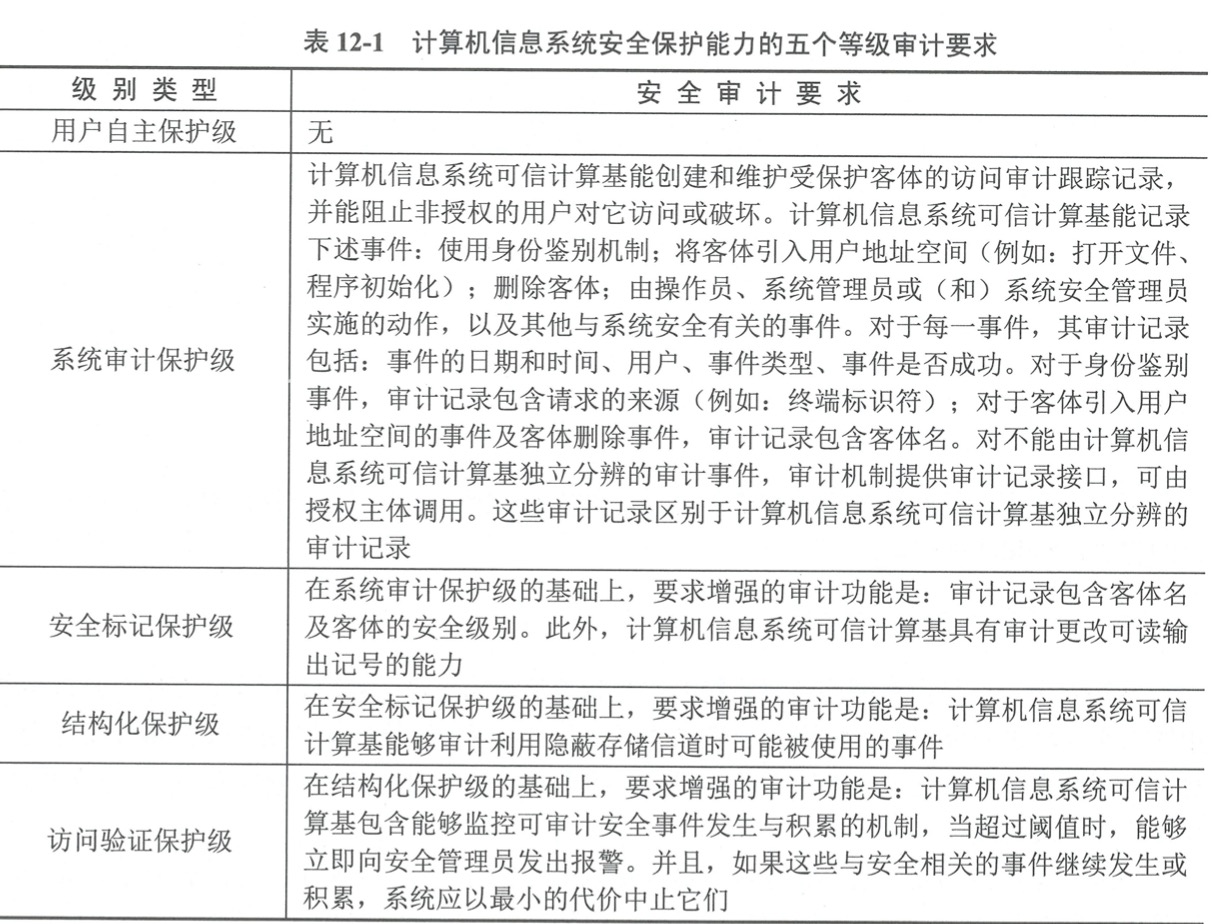 表 12-1 计算机信息系统安全保护能力的五个等级审计要求
级别类型
安全审计要求
用户自主保护级
无
系统审计保护级
计算机信息系统可信计算基能创建和维护受保护客体的访问审计跟踪记录，
并能阻止非授权的用户对它访问或破坏。计算机信息系统可信计算基能记录
下述事件：使用身份鉴别机制；将客体引入用户地址空间（例如：打开文件、
程序初始化）；删除客体；由操作员、系统管理员或（和）系统安全管理员
实施的动作，以及其他与系统安全有关的事件。对于每一事件，其审计记录
包括：事件的日期和时间、用户、事件类型、事件是否成功。对于身份鉴别
事件，审计记录包含请求的来源（例如：终端标识符）；对于客体引入用户
地址空间的事件及客体删除事件，审计记录包含客体名。对不能由计算机信
息系统可信计算基独立分辨的审计事件，审计机制提供审计记录接口，可由
授权主体调用。这些审计记录区别于计算机信息系统可信计算基独立分辨的
审计记录
安全标记保护级
在系统审计保护级的基础上，要求增强的审计功能是：审计记录包含客体名
及客体的安全级别。此外，计算机信息系统可信计算基具有审计更改可读输
出记号的能力
结构化保护级
在安全标记保护级的基础上，要求增强的审计功能是：计算机信息系统可信
计算基能够审计利用隐蔽存储信道时可能被使用的事件
访问验证保护级
在结构化保护级的基础上，要求增强的审计功能是：计算机信息系统可信计
算基包含能够监控可审计安全事件发生与积累的机制，当超过阈值时，能够
立即向安全管理员发出报警。并且，如果这些与安全相关的事件继续发生或
积累，系统应以最小的代价中止它们